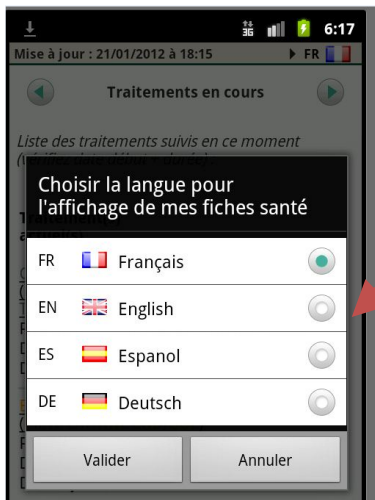 3G 6:17
Mise à jour : 21/01/2012 à 18:15 FR
Traitements en cours
Liste des traitements suivis en ce moment
Choisir la langue pour
l'affichage de mes fiches santé
FR Français
EN English
ES Espanol
DE Deutsch
Valider Annuler